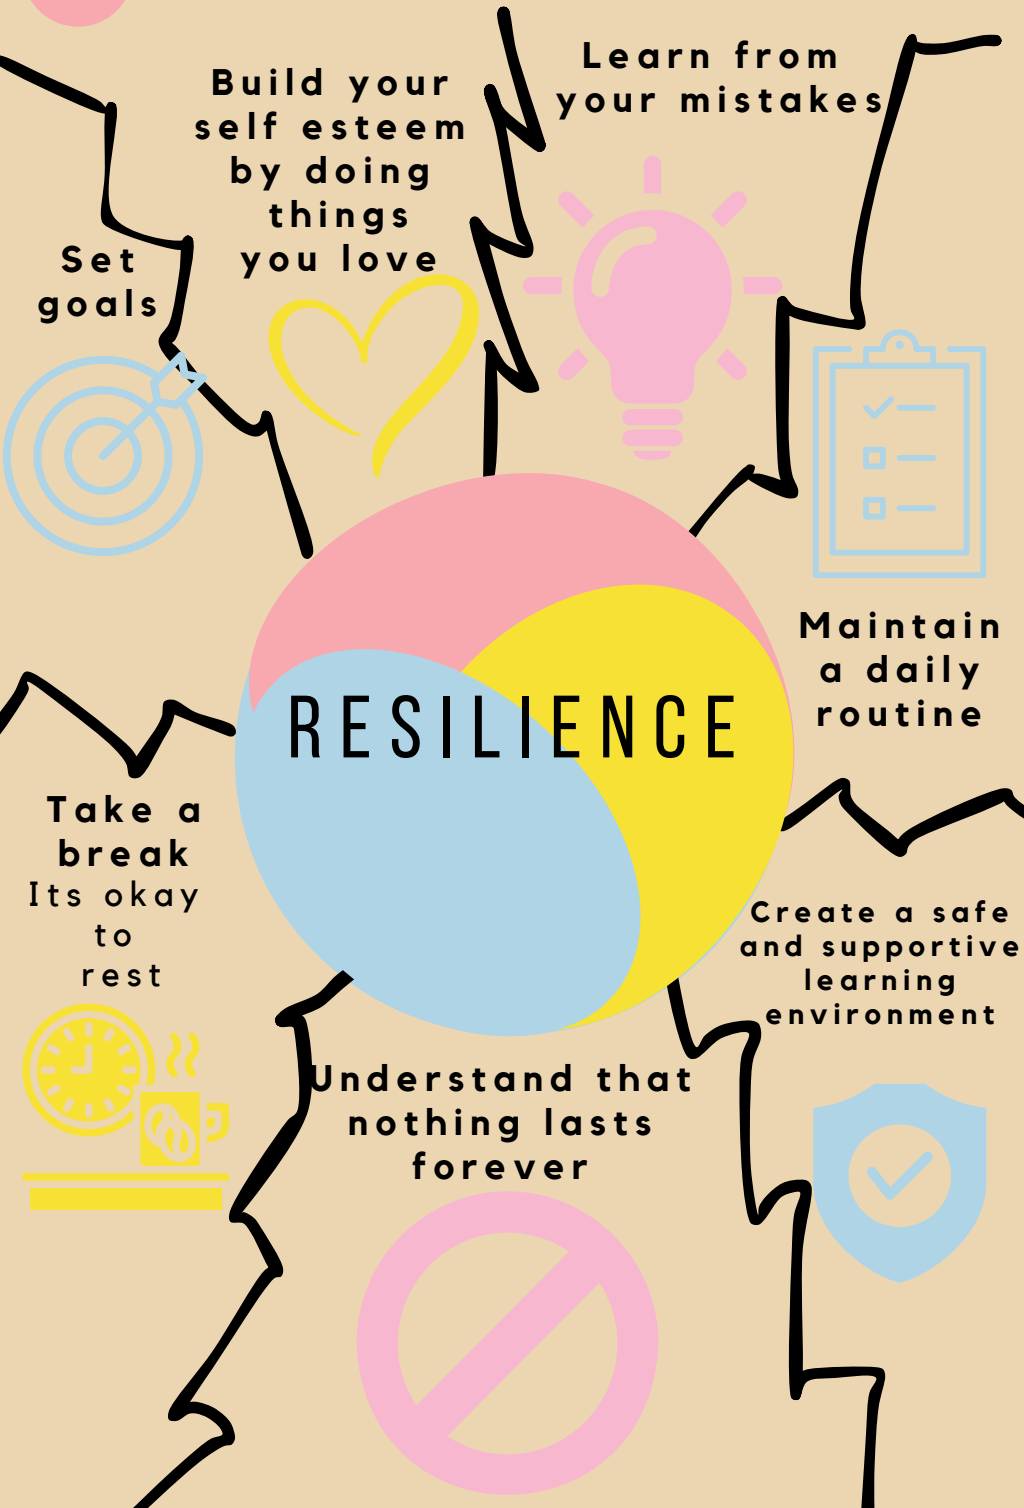 Build your
self esteem
by doing
things
you love
Learn from
your mistakes
Set
goals
Maintain
a daily
routine
RESILIENCE
Take a
break
Its okay
to
rest
Create a safe
and supportive
learning
environment
Understand that
nothing lasts
forever